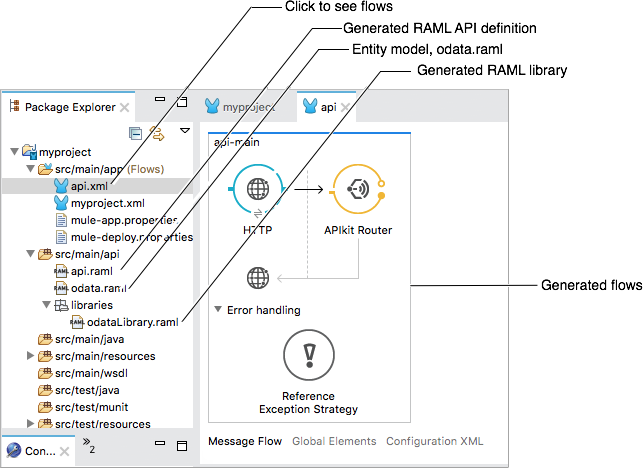 Click to see flows
Generated RAML API definition
Entity model, odata.raml
Generated RAML library
Package Explorer
myproject
api
myproject
src/main/app (Flows)
api.xml
myproject.xml
mule-app.properties
mule-deploy.properties
src/main/api
RAML api.raml
RAML odata.raml
libraries
RAML odataLibrary.raml
src/main/java
src/main/resources
src/main/wsdl
src/test/java
src/test/munit
src/test/resources
Con...
»2
api-main
HTTP
APIkit Router
Error handling
Reference
Exception Strategy
Generated flows
Message Flow Global Elements Configuration XML